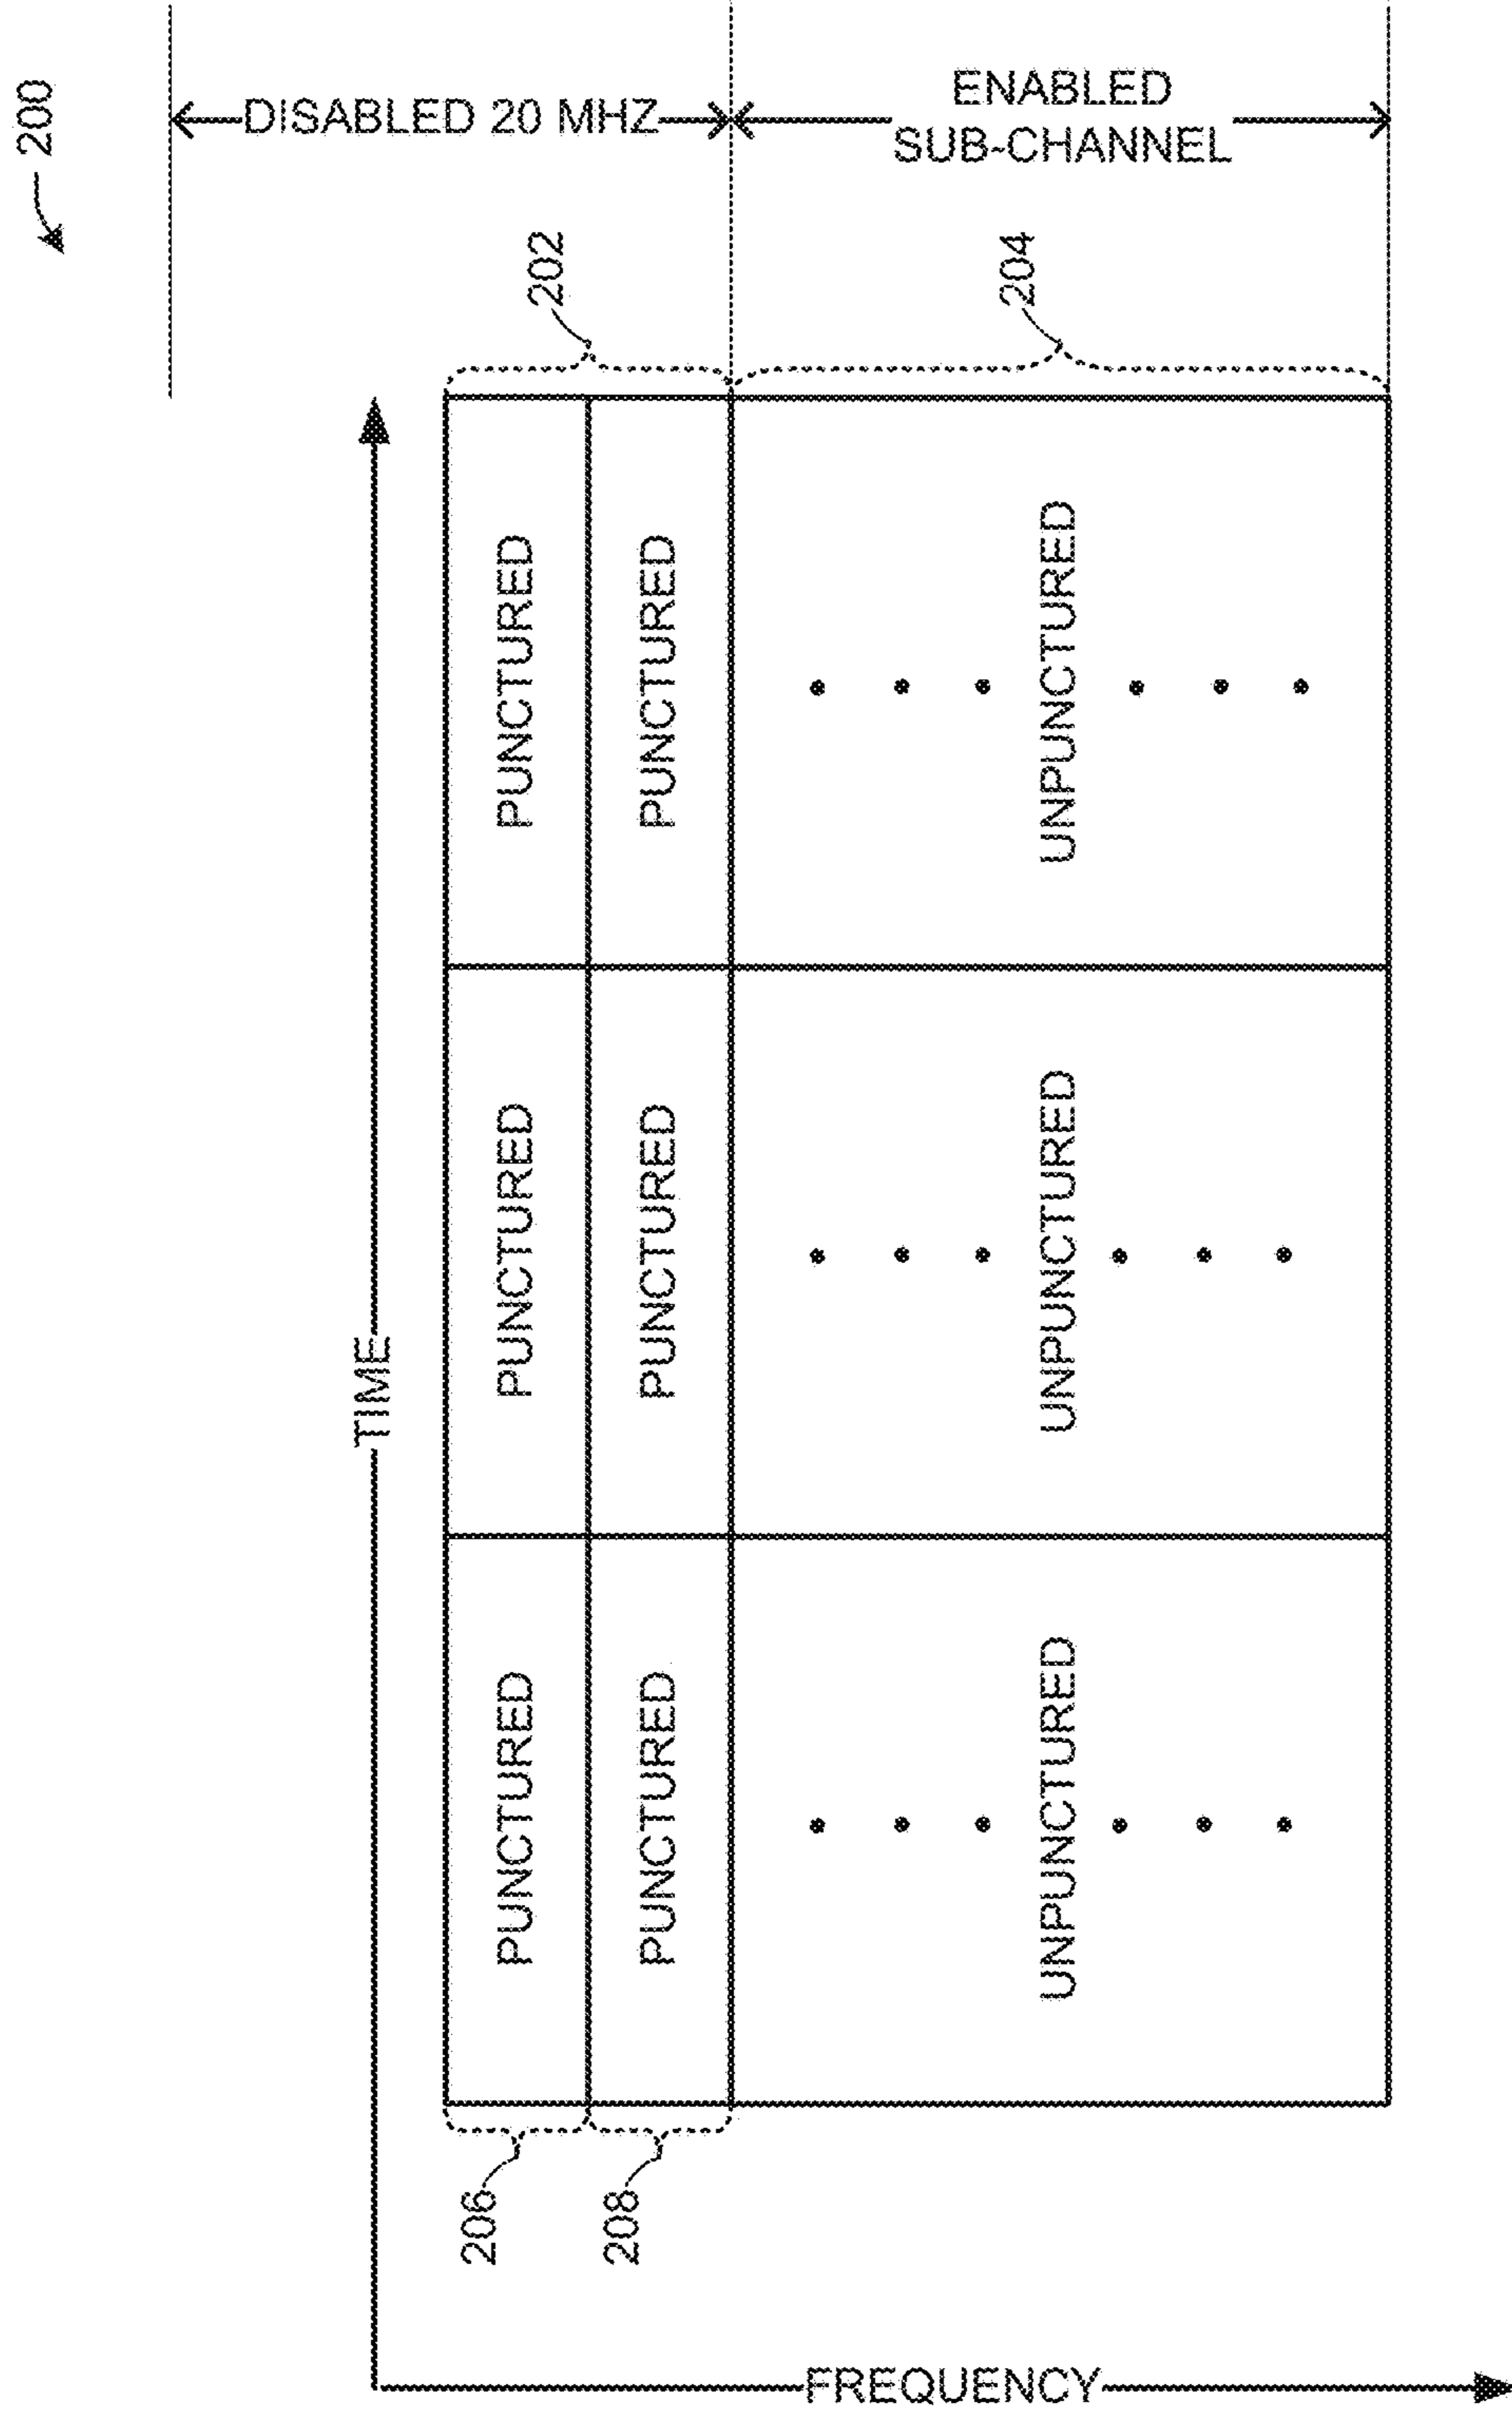 200
DISABLED 20 MHZ
ENABLED
SUB-CHANNEL
202
204
TIME
PUNCTURED
PUNCTURED
UNPUNCTURED
PUNCTURED
PUNCTURED
UNPUNCTURED
PUNCTURED
PUNCTURED
UNPUNCTURED
206
208
FREQUENCY